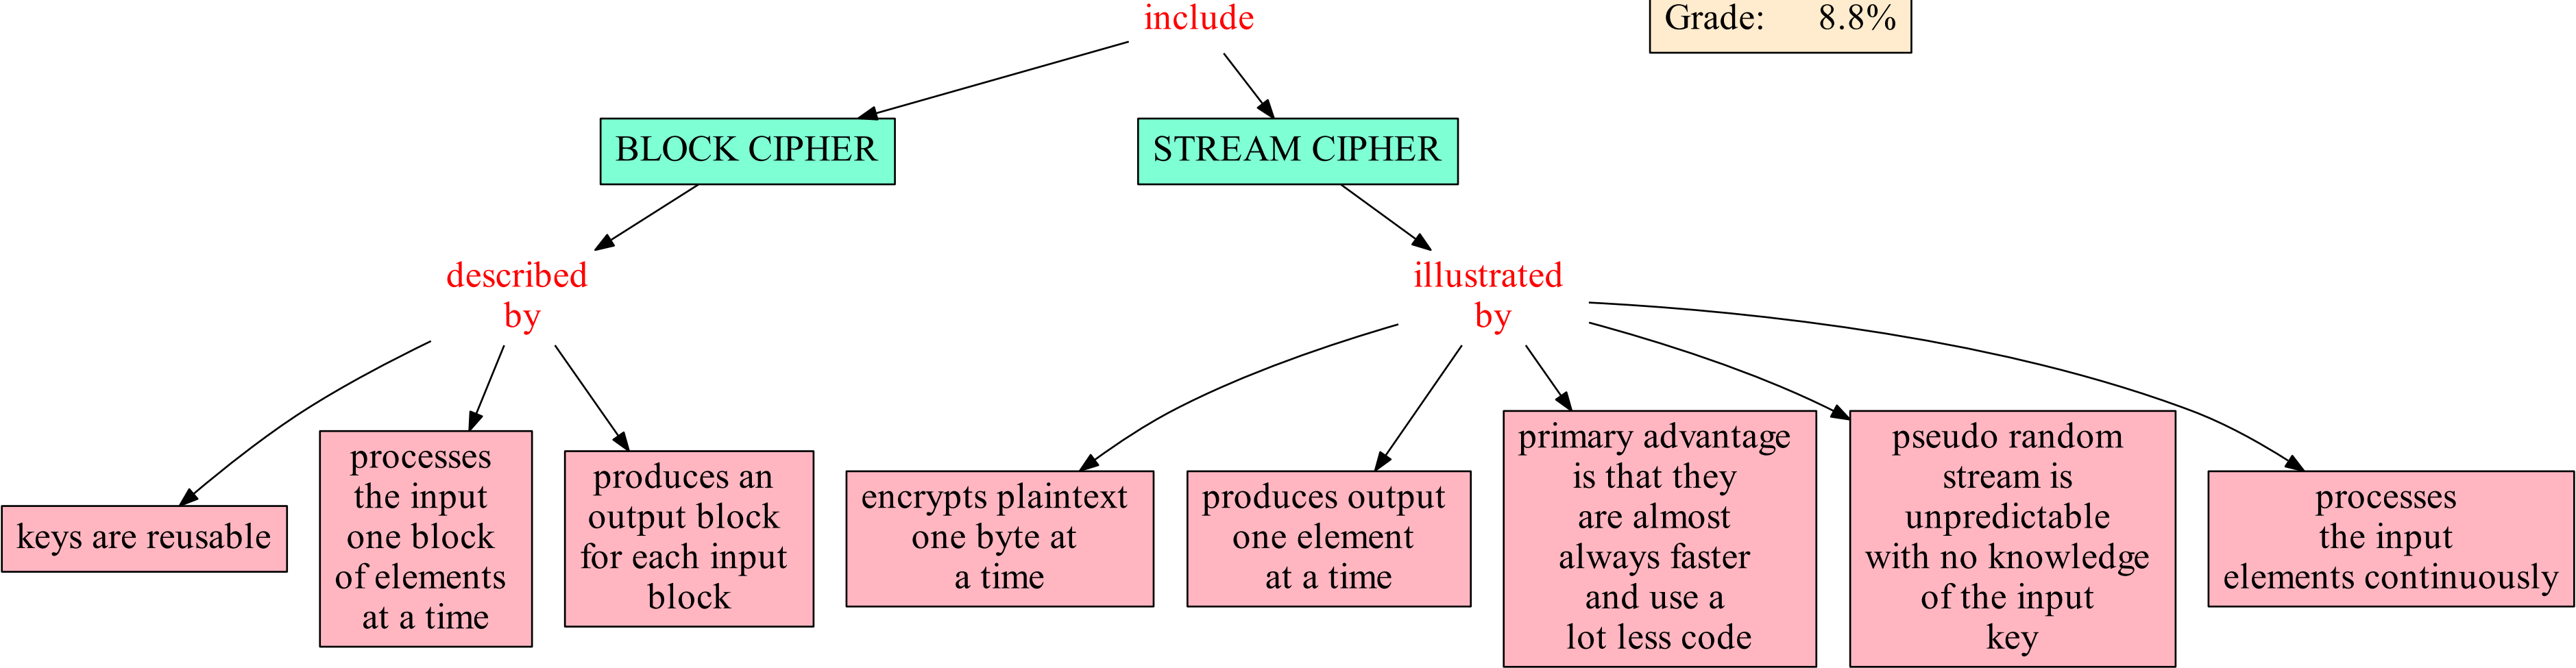 include
Grade: 8.8%
BLOCK CIPHER
STREAM CIPHER
described
by
illustrated
by
keys are reusable
processes
the input
one block
of elements
at a time
produces an
output block
for each input
block
encrypts plaintext
one byte at
a time
produces output
one element
at a time
primary advantage
is that they
are almost
always faster
and use a
lot less code
pseudo random
stream is
unpredictable
with no knowledge
of the input
key
processes
the input
elements continuously